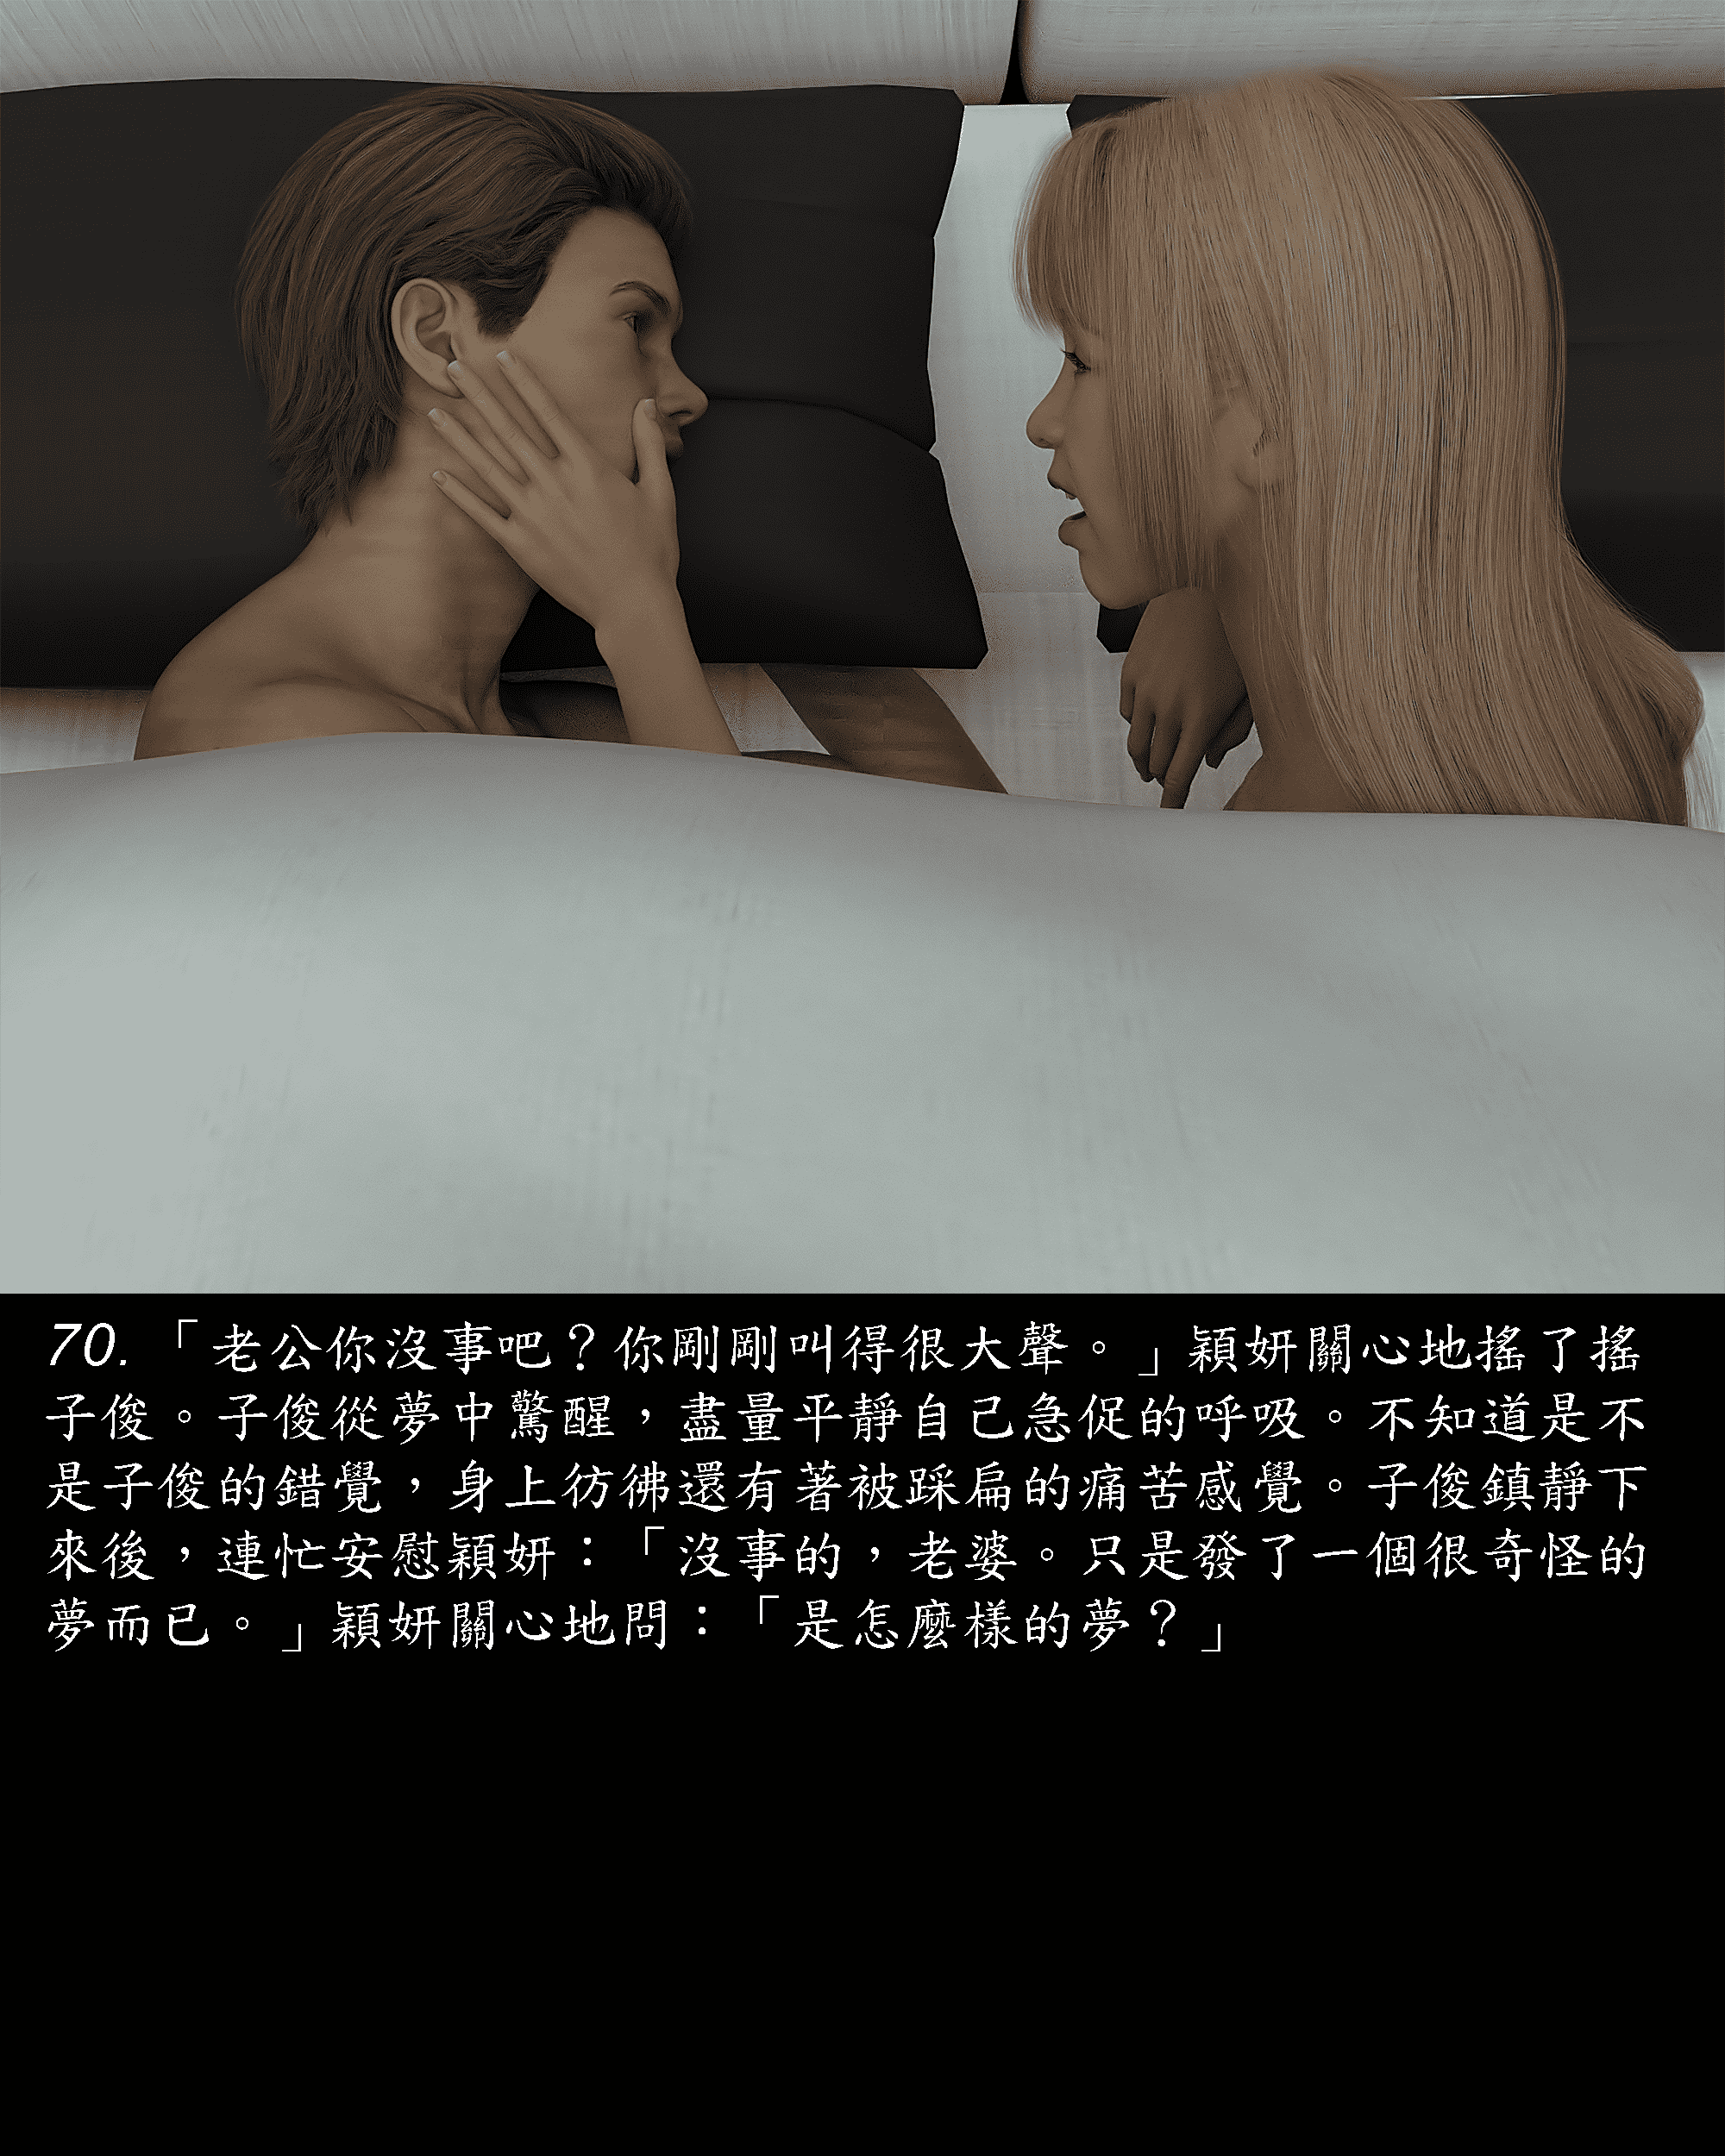 70.「老公你沒事吧？你剛剛叫得很大聲。」穎妍關心地搖了搖
子俊。子俊從夢中驚醒，盡量平靜自己急促的呼吸。不知道是不
是子俊的錯覺，身上彷彿還有著被踩扁的痛苦感覺。子俊鎮靜下
來後，連忙安慰穎妍：「沒事的，老婆。只是發了一個很奇怪的
夢而已。」穎妍關心地問：「是怎麼樣的夢？」